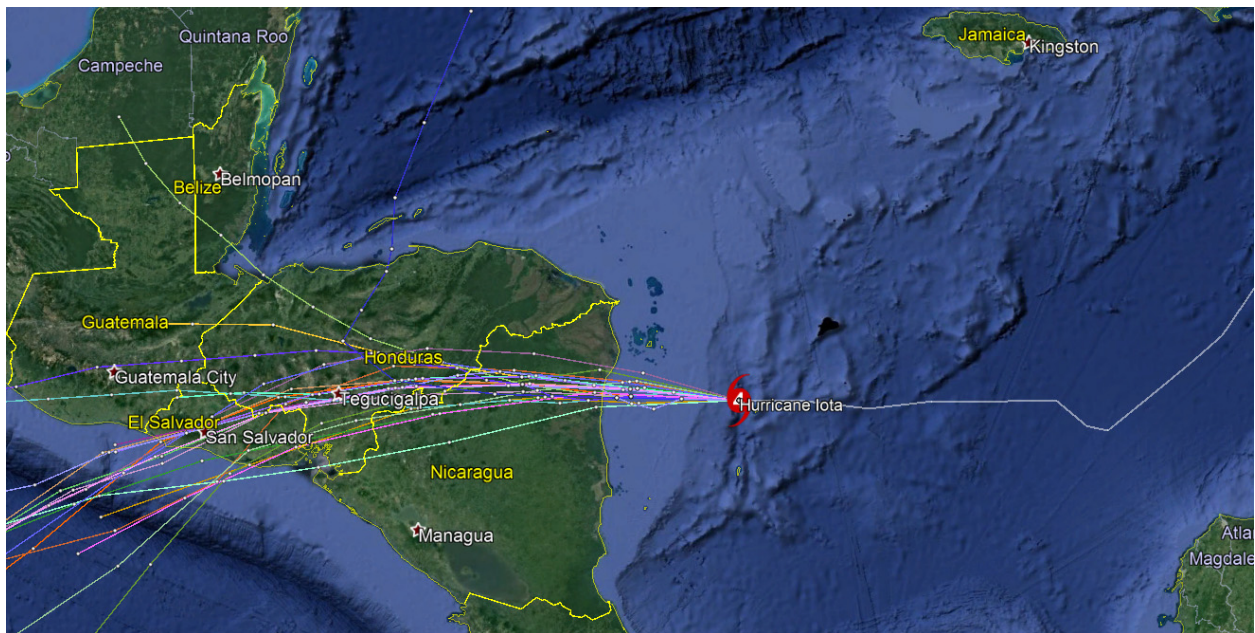 Quintana Roo
Campeche
Jamaica
Kingston
Belmopan
Belize
Guatemala
Honduras
Guatemala City
Tegucigalpa
Hurricane Iota
El Salvador
San Salvador
Nicaragua
Managua
Atla
Magdale